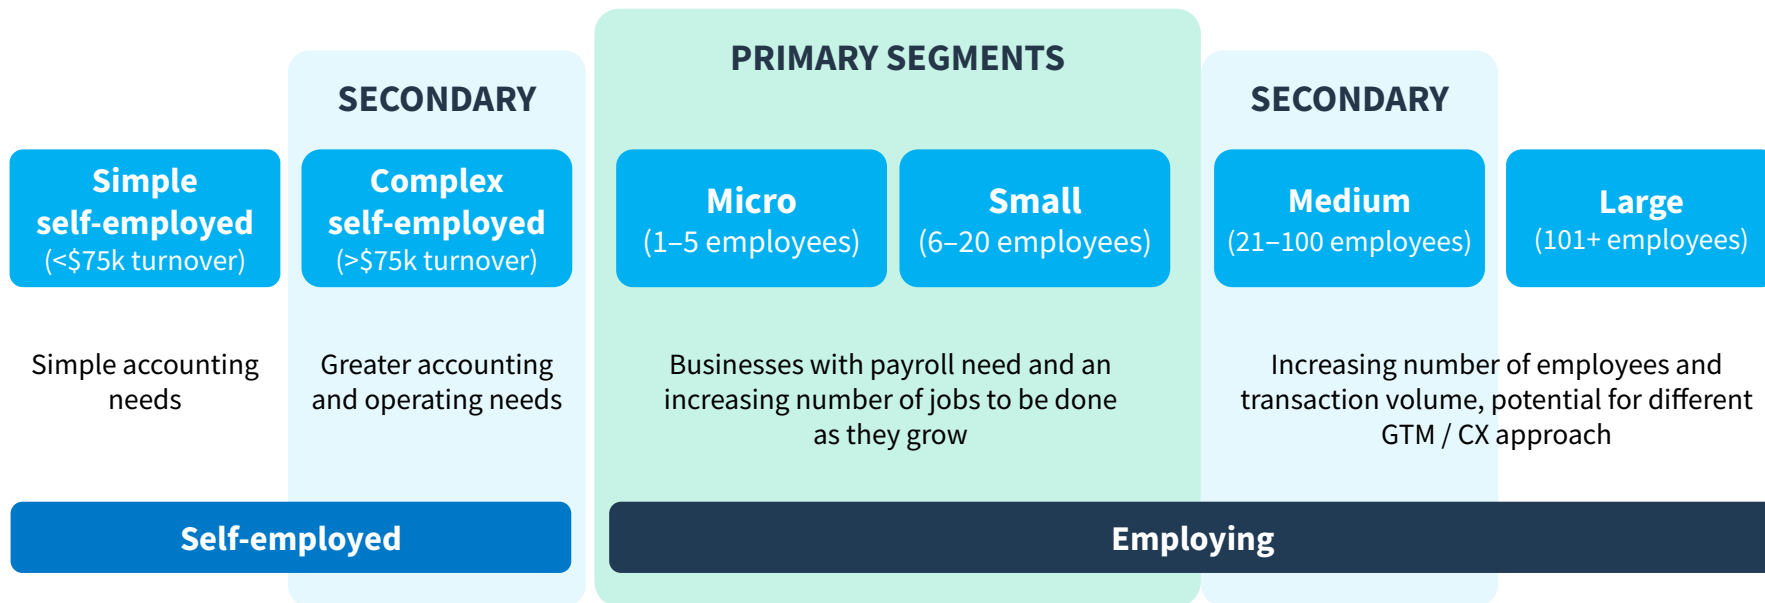 PRIMARY SEGMENTS
SECONDARY
SECONDARY
Simple
self-employed
(<$75k turnover)
Complex
self-employed
(>$75k turnover)
Micro
(1–5 employees)
Small
(6–20 employees)
Medium
(21–100 employees)
Large
(101+ employees)
Simple accounting
needs
Greater accounting
and operating needs
Businesses with payroll need and an
increasing number of jobs to be done
as they grow
Increasing number of employees and
transaction volume, potential for different
GTM / CX approach
Self-employed
Employing